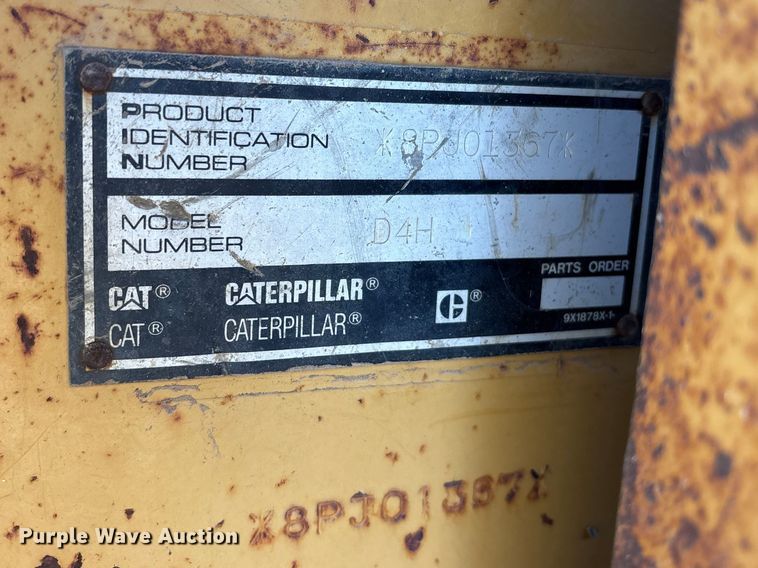 PRODUCT
IDENTIFICATION
NUMBER
X8PJ01367X
MODEL
NUMBER
D4H
PARTS ORDER
CAT® CATERPILLAR® C®
CAT® CATERPILLAR®
9X1878X-1-
X8PJ01367X
Purple Wave Auction®